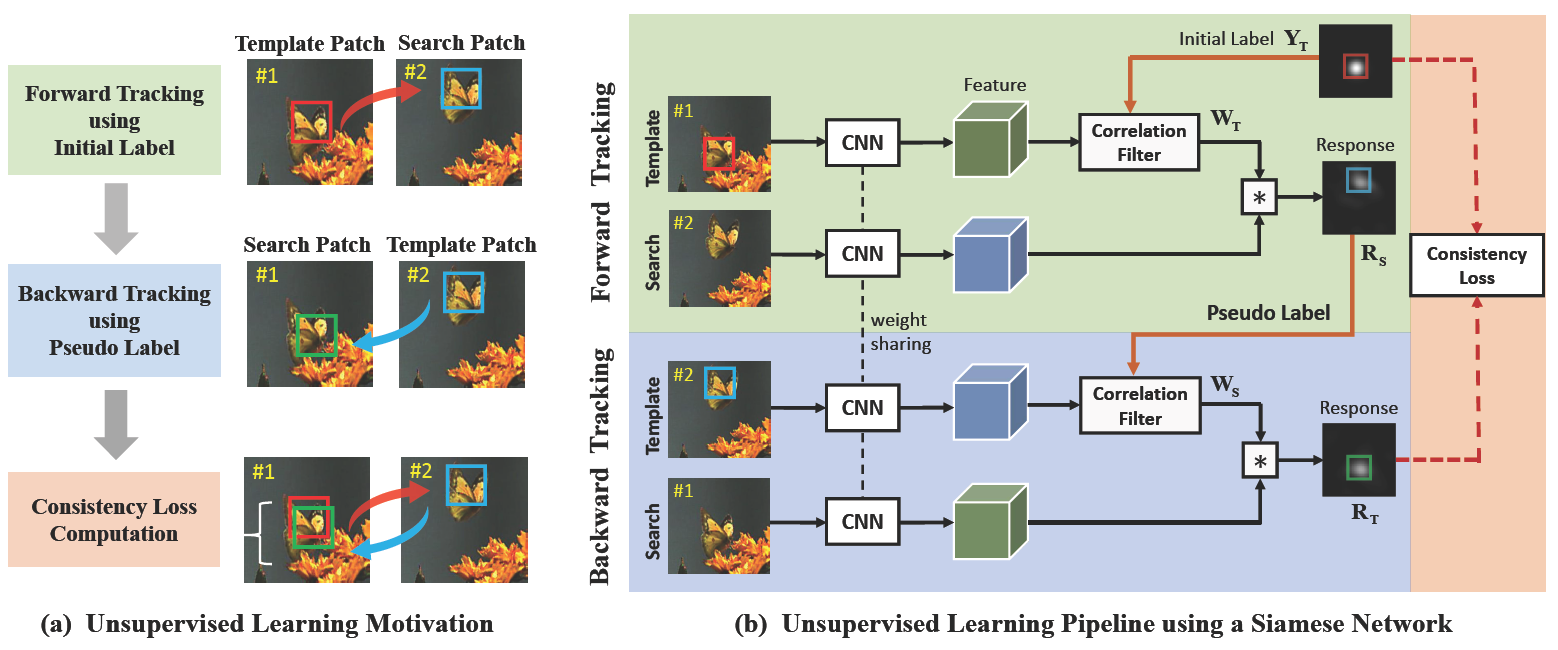 Forward Tracking
using
Initial Label
Backward Tracking
using
Pseudo Label
Consistency Loss
Computation
Template Patch
Search Patch
#1
#2
Search Patch
Template Patch
#1
#2
#1
#2
(a) Unsupervised Learning Motivation
Forward Tracking
Template
#1
CNN
Feature
Correlation
Filter
Initial Label Y_T
W_T
*
Response
R_S
Search
#2
CNN
weight
sharing
Pseudo Label
Consistency
Loss
Backward Tracking
Template
#2
CNN
Correlation
Filter
W_S
*
Response
R_T
Search
#1
CNN
(b) Unsupervised Learning Pipeline using a Siamese Network